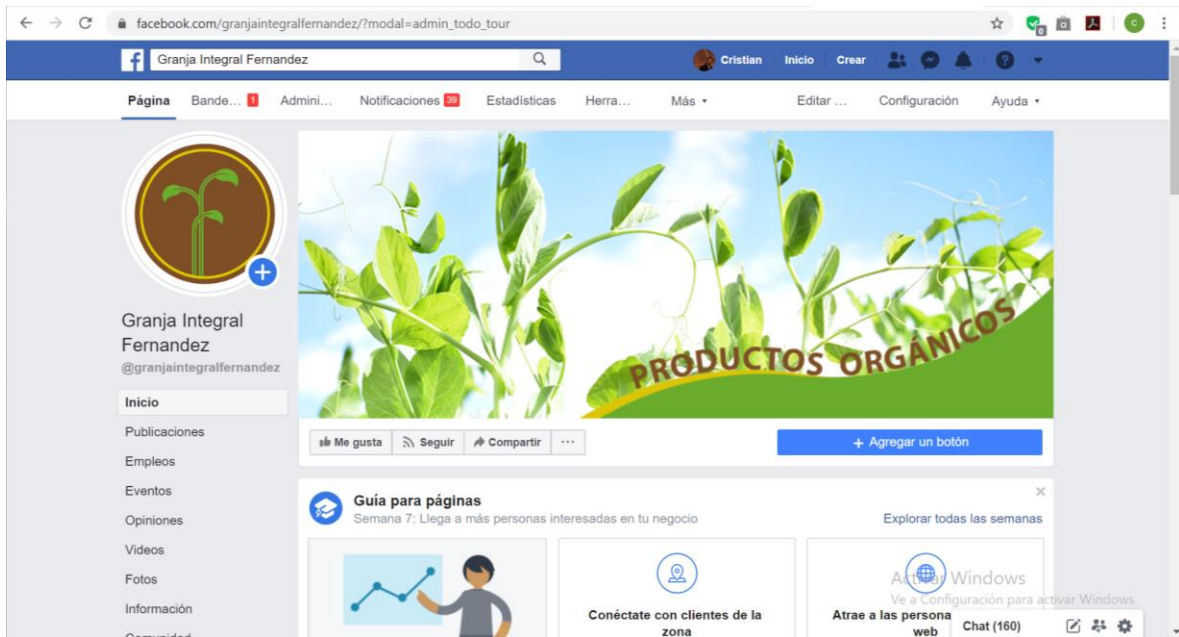 facebook.com/granjaintegralfernandez/?modal=admin_todo_tour
0
C
Granja Integral Fernandez
Cristian Inicio Crear
Página Bande... 1 Admini... Notificaciones 39 Estadísticas Herra... Más Editar ... Configuración Ayuda
PRODUCTOS ORGÁNICOS
Granja Integral
Fernandez
@granjaintegralfernandez
Inicio
Publicaciones
Empleos
Eventos
Opiniones
Videos
Fotos
Información
Comunidad
Me gusta Seguir Compartir ...
+ Agregar un botón
Guía para páginas
Semana 7: Llega a más personas interesadas en tu negocio
Explorar todas las semanas
Conéctate con clientes de la
zona
Atrae a las persona
web
Activar Windows
Ve a Configuración para activar Windows.
Chat (160)